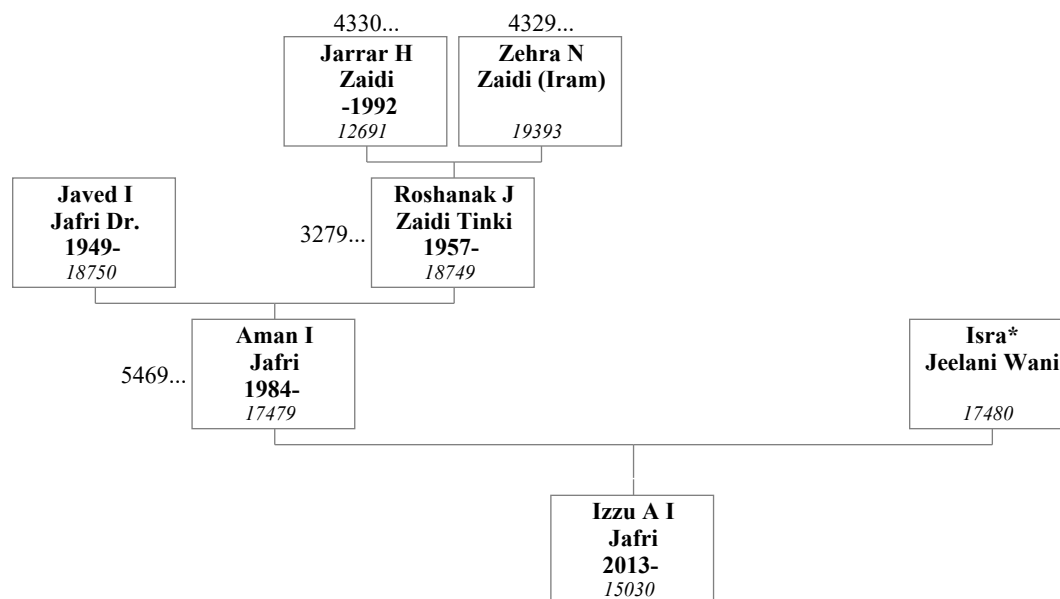 4330...
4329...
Jarrar H
Zaidi
-1992
12691
Zehra N
Zaidi (Iram)
19393
Javed I
Jafri Dr.
1949-
18750
3279...
Roshanak J
Zaidi Tinki
1957-
18749
5469...
Aman I
Jafri
1984-
17479
Isra*
Jeelani Wani
17480
Izzu A I
Jafri
2013-
15030